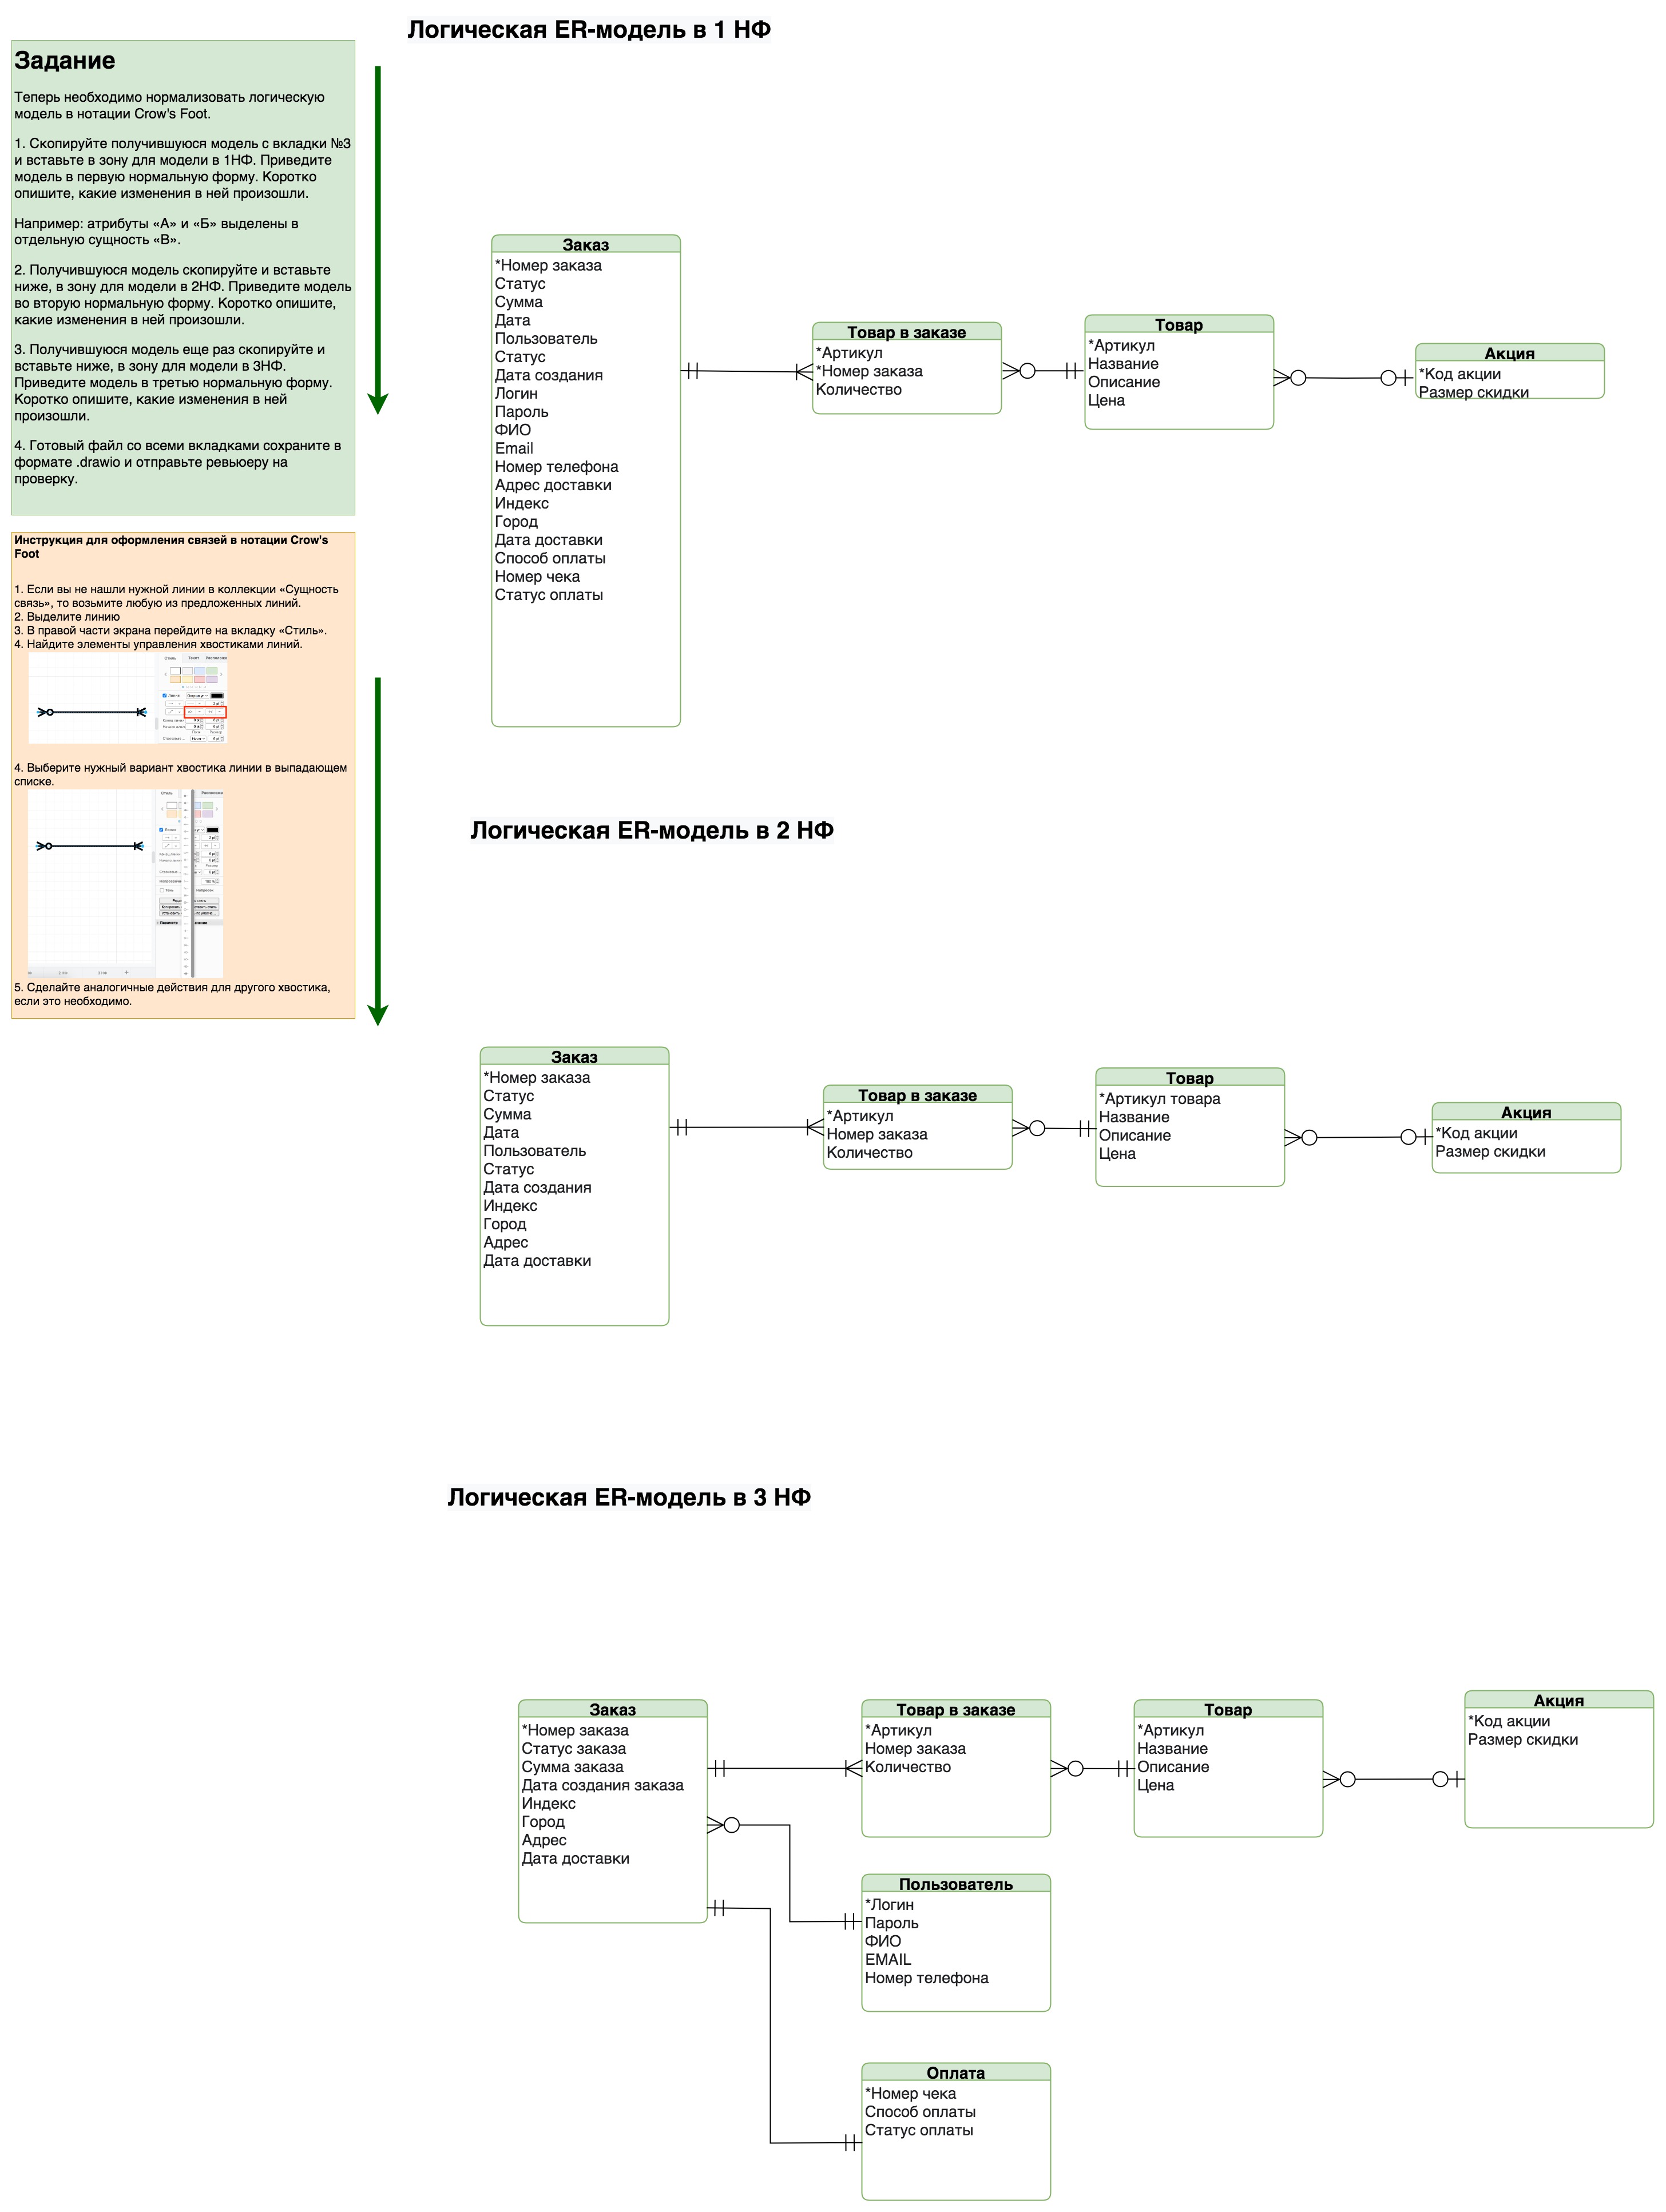 Логическая ER-модель в 1 НФ
Задание
Теперь необходимо нормализовать логическую
модель в нотации Crow's Foot.
1. Скопируйте получившуюся модель с вкладки №3
и вставьте в зону для модели в 1НФ. Приведите
модель в первую нормальную форму. Коротко
опишите, какие изменения в ней произошли.
Например: атрибуты «А» и «Б» выделены в
отдельную сущность «В».
2. Получившуюся модель скопируйте и вставьте
ниже, в зону для модели в 2НФ. Приведите модель
во вторую нормальную форму. Коротко опишите,
какие изменения в ней произошли.
3. Получившуюся модель еще раз скопируйте и
вставьте ниже, в зону для модели в 3НФ.
Приведите модель в третью нормальную форму.
Коротко опишите, какие изменения в ней
произошли.
4. Готовый файл со всеми вкладками сохраните в
формате .drawio и отправьте ревьюеру на
проверку.
Инструкция для оформления связей в нотации Crow's
Foot
1. Если вы не нашли нужной линии в коллекции «Сущность
связь», то возьмите любую из предложенных линий.
2. Выделите линию
3. В правой части экрана перейдите на вкладку «Стиль».
4. Найдите элементы управления хвостиками линий.
Стиль Текст
Линия
4. Выберите нужный вариант хвостика линии в выпадающем
списке.
Стиль
Линия
5. Сделайте аналогичные действия для другого хвостика,
если это необходимо.
Заказ
*Номер заказа
Статус
Сумма
Дата
Пользователь
Статус
Дата создания
Логин
Пароль
ФИО
Email
Номер телефона
Адрес доставки
Индекс
Город
Дата доставки
Способ оплаты
Номер чека
Статус оплаты
Товар в заказе
*Артикул
*Номер заказа
Количество
Товар
*Артикул
Название
Описание
Цена
Акция
*Код акции
Размер скидки
Логическая ER-модель в 2 НФ
Заказ
*Номер заказа
Статус
Сумма
Дата
Пользователь
Статус
Дата создания
Индекс
Город
Адрес
Дата доставки
Товар в заказе
*Артикул
Номер заказа
Количество
Товар
*Артикул товара
Название
Описание
Цена
Акция
*Код акции
Размер скидки
Логическая ER-модель в 3 НФ
Заказ
*Номер заказа
Статус заказа
Сумма заказа
Дата создания заказа
Индекс
Город
Адрес
Дата доставки
Товар в заказе
*Артикул
Номер заказа
Количество
Товар
*Артикул
Название
Описание
Цена
Акция
*Код акции
Размер скидки
Пользователь
*Логин
Пароль
ФИО
EMAIL
Номер телефона
Оплата
*Номер чека
Способ оплаты
Статус оплаты